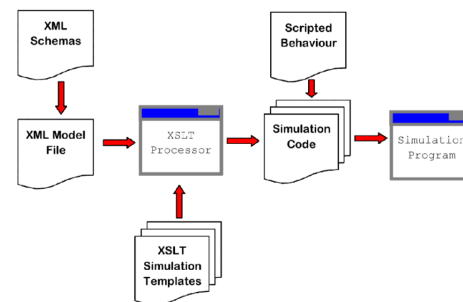 XML
Schemas
Scripted
Behaviour
XML Model
File
XSLT
Processor
Simulation
Code
Simulation
Program
XSLT
Simulation
Templates